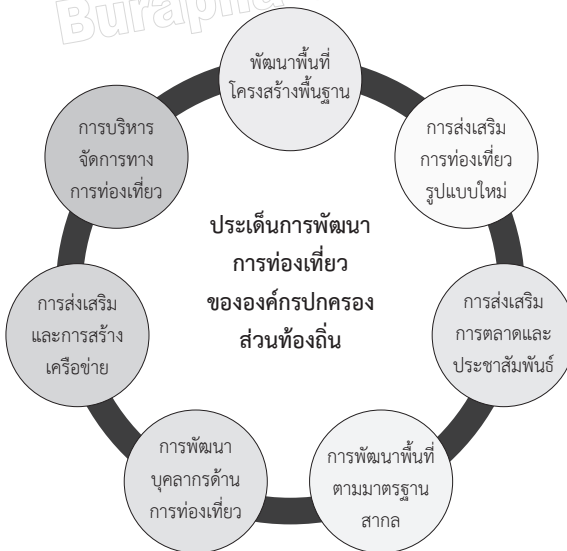 Burapha
พัฒนาพื้นที่
โครงสร้างพื้นฐาน
การส่งเสริม
การท่องเที่ยว
รูปแบบใหม่
การส่งเสริม
การตลาดและ
ประชาสัมพันธ์
การพัฒนาพื้นที่
ตามมาตรฐาน
สากล
การพัฒนา
บุคลากรด้าน
การท่องเที่ยว
การส่งเสริม
และการสร้าง
เครือข่าย
การบริหาร
จัดการทาง
การท่องเที่ยว
ประเด็นการพัฒนา
การท่องเที่ยว
ขององค์กรปกครอง
ส่วนท้องถิ่น